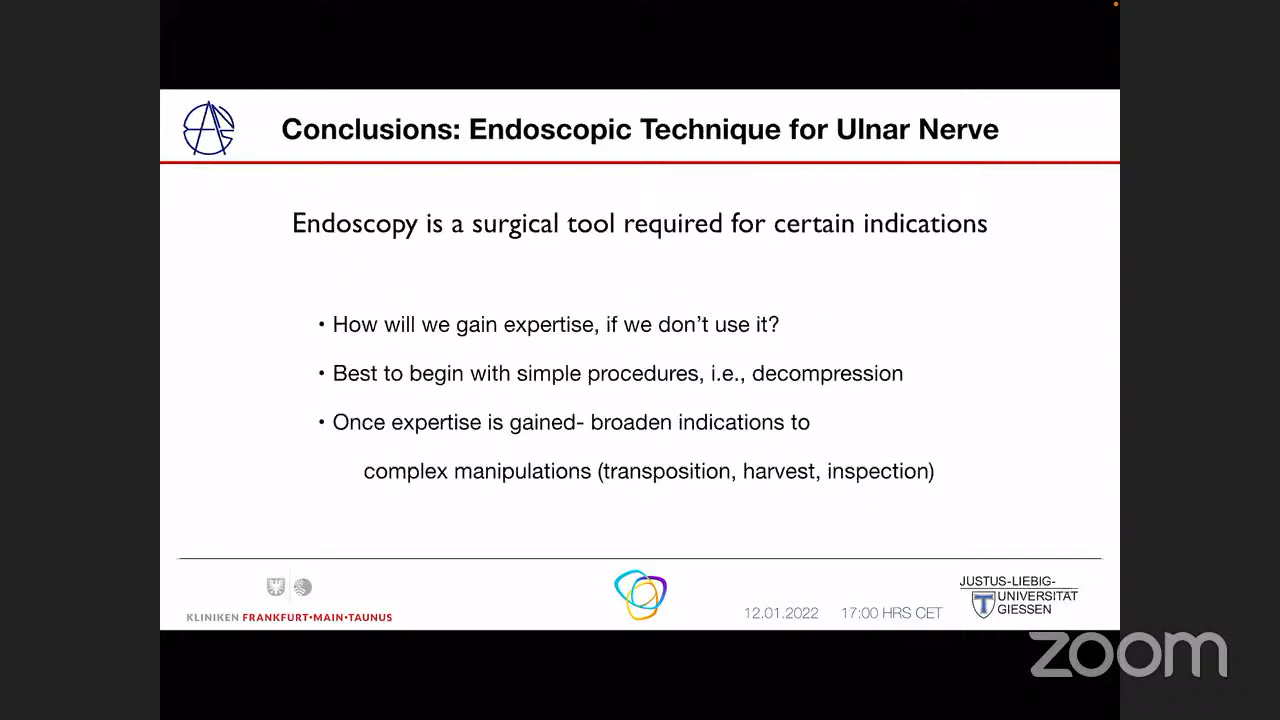 Conclusions: Endoscopic Technique for Ulnar Nerve
Endoscopy is a surgical tool required for certain indications
• How will we gain expertise, if we don't use it?
• Best to begin with simple procedures, i.e., decompression
• Once expertise is gained- broaden indications to
complex manipulations (transposition, harvest, inspection)
KLINIKEN FRANKFURT•MAIN•TAUNUS
12.01.2022 17:00 HRS CET
JUSTUS-LIEBIG-
UNIVERSITÄT
GIESSEN
zoom